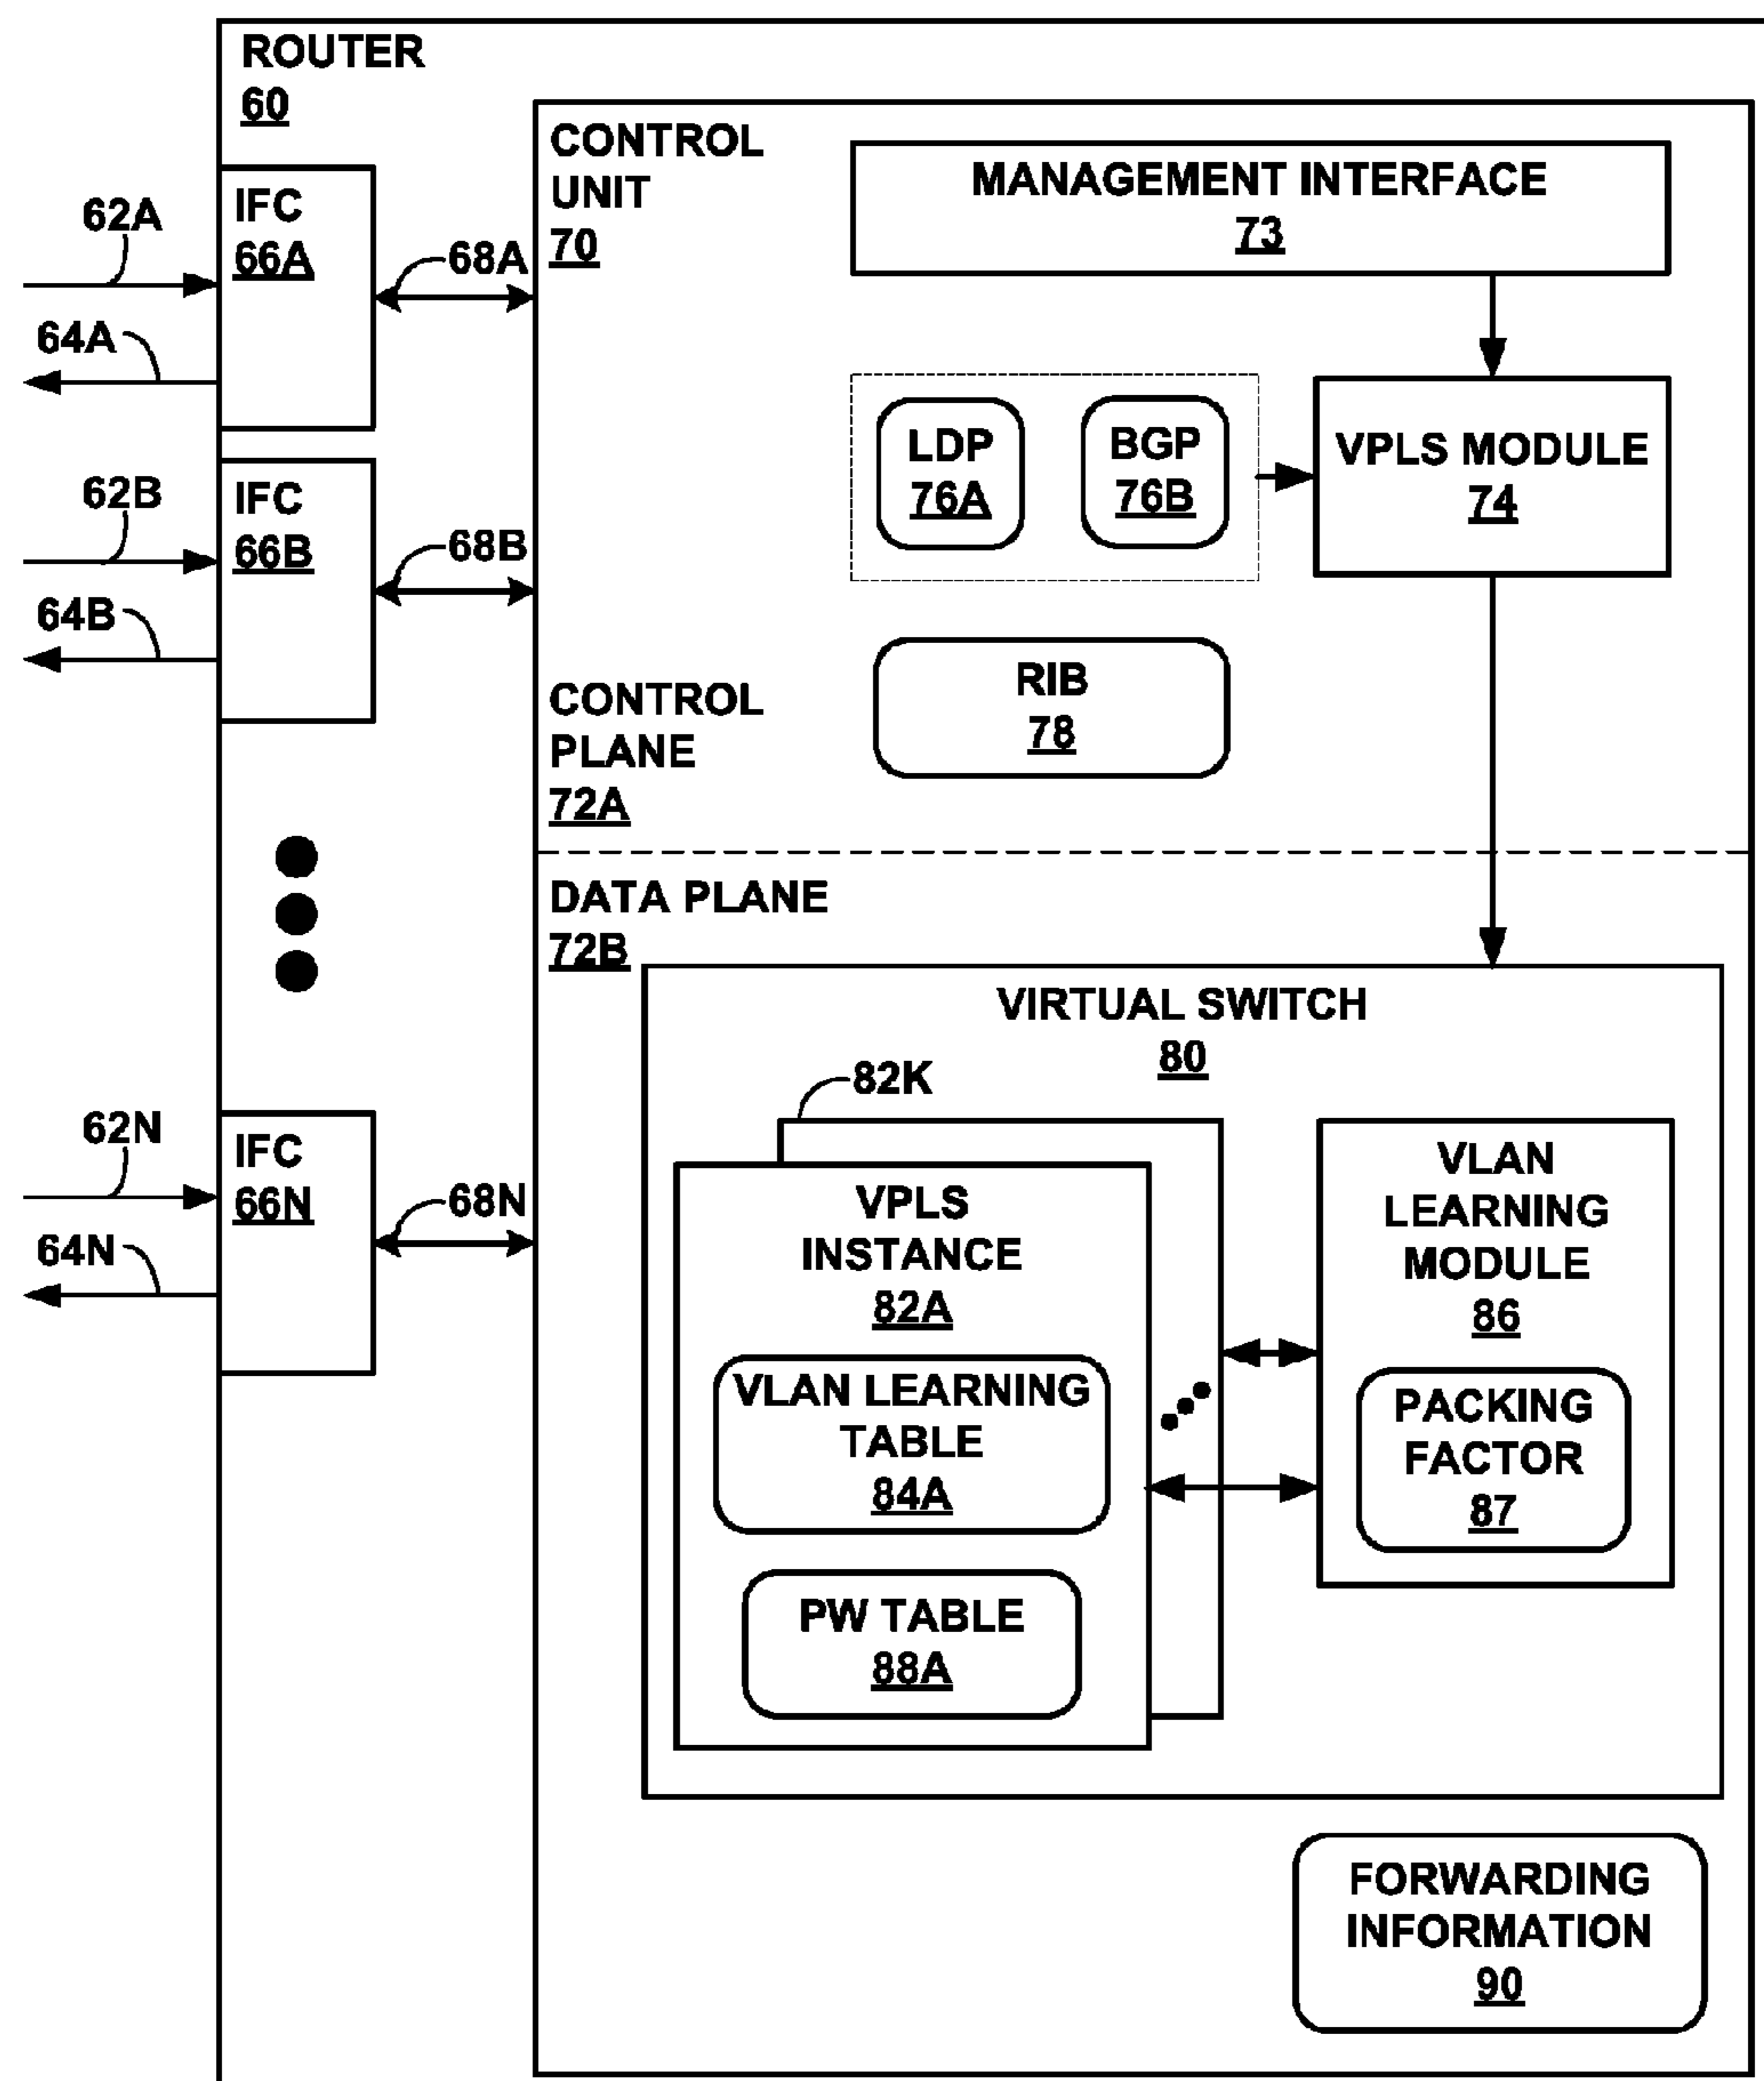 ROUTER
60
62A
64A
IFC
66A
68A
62B
64B
IFC
66B
68B
62N
64N
IFC
66N
68N
CONTROL
UNIT
70
MANAGEMENT INTERFACE
73
LDP
76A
BGP
76B
VPLS MODULE
74
RIB
78
CONTROL
PLANE
72A
DATA PLANE
72B
VIRTUAL SWITCH
80
82K
VPLS
INSTANCE
82A
VLAN LEARNING
TABLE
84A
PW TABLE
88A
VLAN
LEARNING
MODULE
86
PACKING
FACTOR
87
FORWARDING
INFORMATION
90